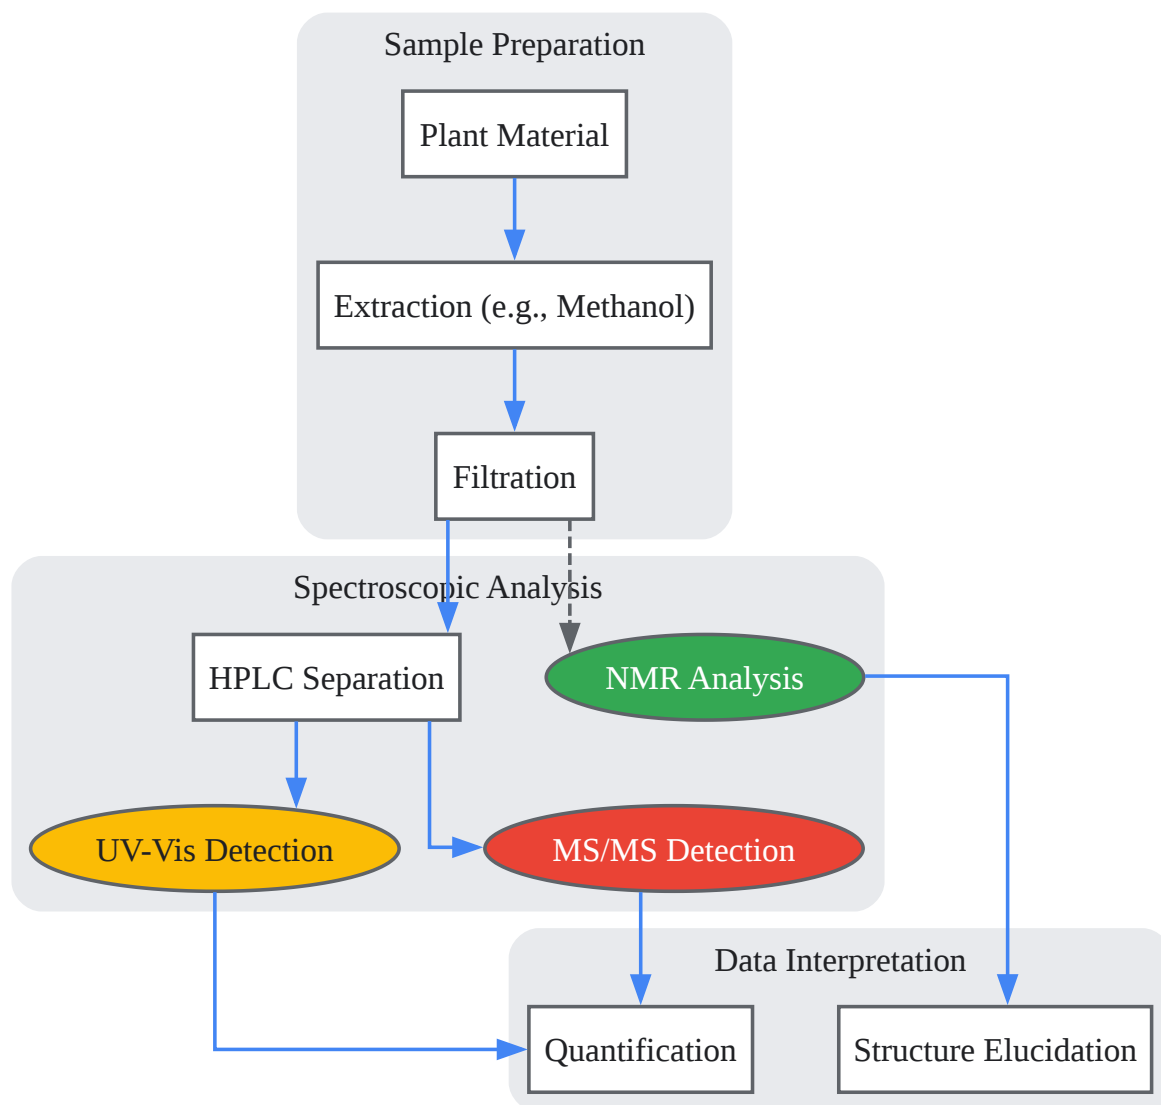 Sample Preparation
Plant Material
Extraction (e.g., Methanol)
Filtration
Spectroscopic Analysis
HPLC Separation
NMR Analysis
UV-Vis Detection
MS/MS Detection
Data Interpretation
Quantification
Structure Elucidation